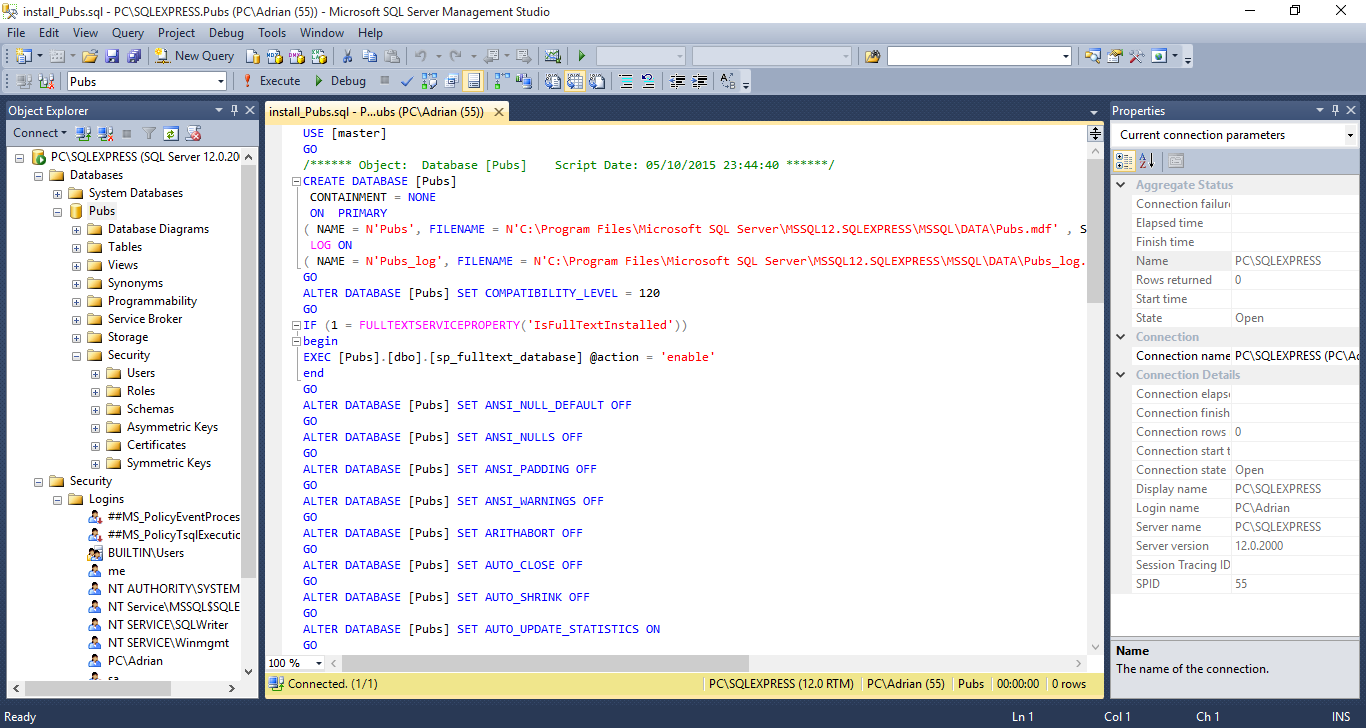 install_Pubs.sql - PC\SQLEXPRESS.Pubs (PC\Adrian (55)) - Microsoft SQL Server Management Studio
File Edit View Query Project Debug Tools Window Help
New Query
Pubs
Execute
Debug
Object Explorer
Connect
PC\SQLEXPRESS (SQL Server 12.0.20
Databases
System Databases
Pubs
Database Diagrams
Tables
Views
Synonyms
Programmability
Service Broker
Storage
Security
Users
Roles
Schemas
Asymmetric Keys
Certificates
Symmetric Keys
Security
Logins
##MS_PolicyEventProces
##MS_PolicyTsqlExecutio
BUILTIN\Users
me
NT AUTHORITY\SYSTEM
NT Service\MSSQL$SQLE
NT SERVICE\SQLWriter
NT SERVICE\Winmgmt
PC\Adrian
sa
install_Pubs.sql - P...ubs (PC\Adrian (55))
USE [master]
GO
/****** Object:  Database [Pubs]    Script Date: 05/10/2015 23:44:40 ******/
CREATE DATABASE [Pubs]
CONTAINMENT = NONE
ON  PRIMARY
( NAME = N'Pubs', FILENAME = N'C:\Program Files\Microsoft SQL Server\MSSQL12.SQLEXPRESS\MSSQL\DATA\Pubs.mdf' , S
LOG ON
( NAME = N'Pubs_log', FILENAME = N'C:\Program Files\Microsoft SQL Server\MSSQL12.SQLEXPRESS\MSSQL\DATA\Pubs_log.
GO
ALTER DATABASE [Pubs] SET COMPATIBILITY_LEVEL = 120
GO
IF (1 = FULLTEXTSERVICEPROPERTY('IsFullTextInstalled'))
begin
EXEC [Pubs].[dbo].[sp_fulltext_database] @action = 'enable'
end
GO
ALTER DATABASE [Pubs] SET ANSI_NULL_DEFAULT OFF
GO
ALTER DATABASE [Pubs] SET ANSI_NULLS OFF
GO
ALTER DATABASE [Pubs] SET ANSI_PADDING OFF
GO
ALTER DATABASE [Pubs] SET ANSI_WARNINGS OFF
GO
ALTER DATABASE [Pubs] SET ARITHABORT OFF
GO
ALTER DATABASE [Pubs] SET AUTO_CLOSE OFF
GO
ALTER DATABASE [Pubs] SET AUTO_SHRINK OFF
GO
ALTER DATABASE [Pubs] SET AUTO_UPDATE_STATISTICS ON
GO
100 %
Connected. (1/1)
PC\SQLEXPRESS (12.0 RTM) PC\Adrian (55) Pubs 00:00:00 0 rows
Properties
Current connection parameters
Aggregate Status
Connection failure
Elapsed time
Finish time
Name PC\SQLEXPRESS
Rows returned 0
Start time
State Open
Connection
Connection name PC\SQLEXPRESS (PC\Ad
Connection Details
Connection elaps
Connection finish
Connection rows 0
Connection start t
Connection state Open
Display name PC\SQLEXPRESS
Login name PC\Adrian
Server name PC\SQLEXPRESS
Server version 12.0.2000
Session Tracing ID
SPID 55
Name
The name of the connection.
Ready
Ln 1 Col 1 Ch 1 INS